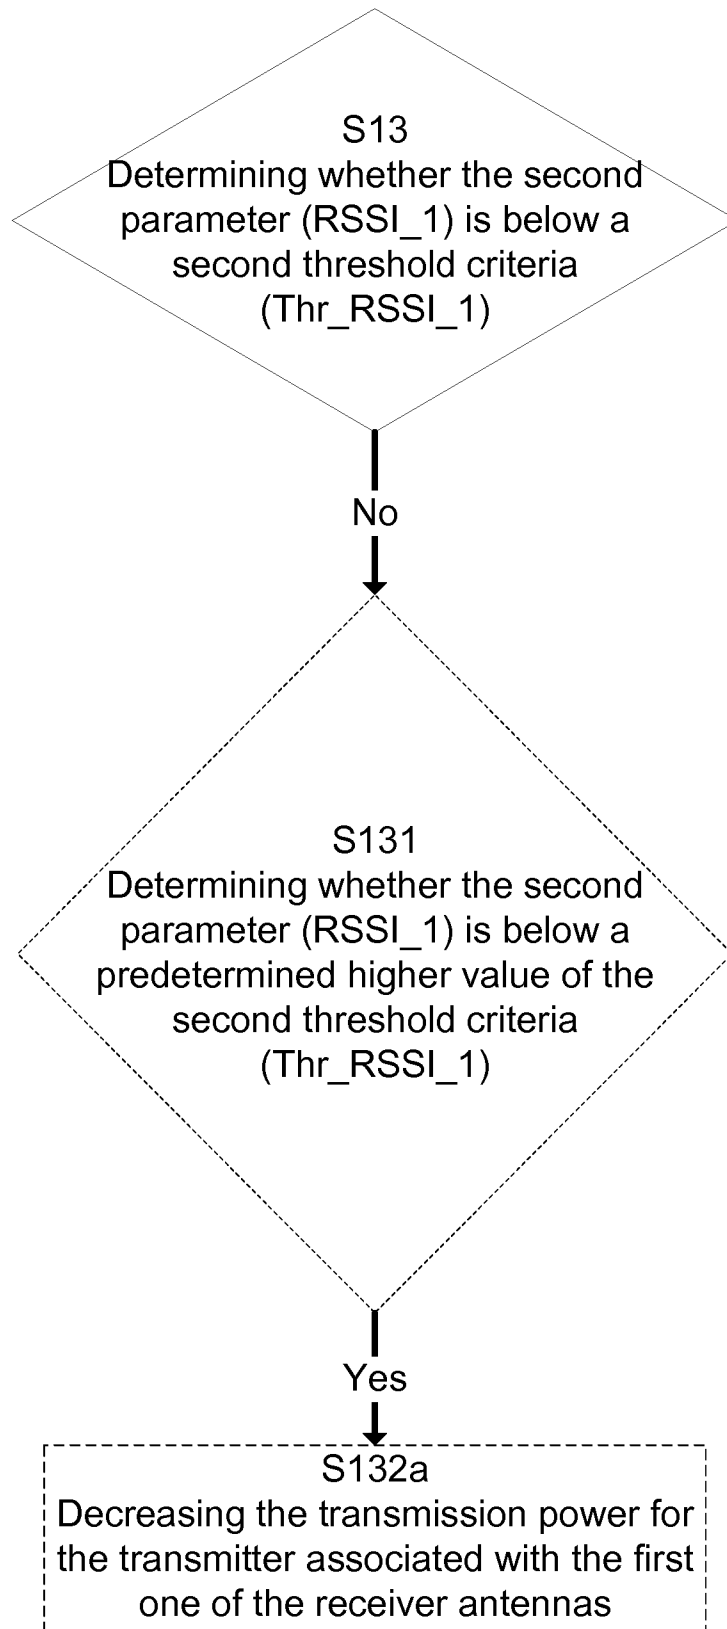 S13
Determining whether the second
parameter (RSSI_1) is below a
second threshold criteria
(Thr_RSSI_1)
No
S131
Determining whether the second
parameter (RSSI_1) is below a
predetermined higher value of the
second threshold criteria
(Thr_RSSI_1)
Yes
S132a
Decreasing the transmission power for
the transmitter associated with the first
one of the receiver antennas